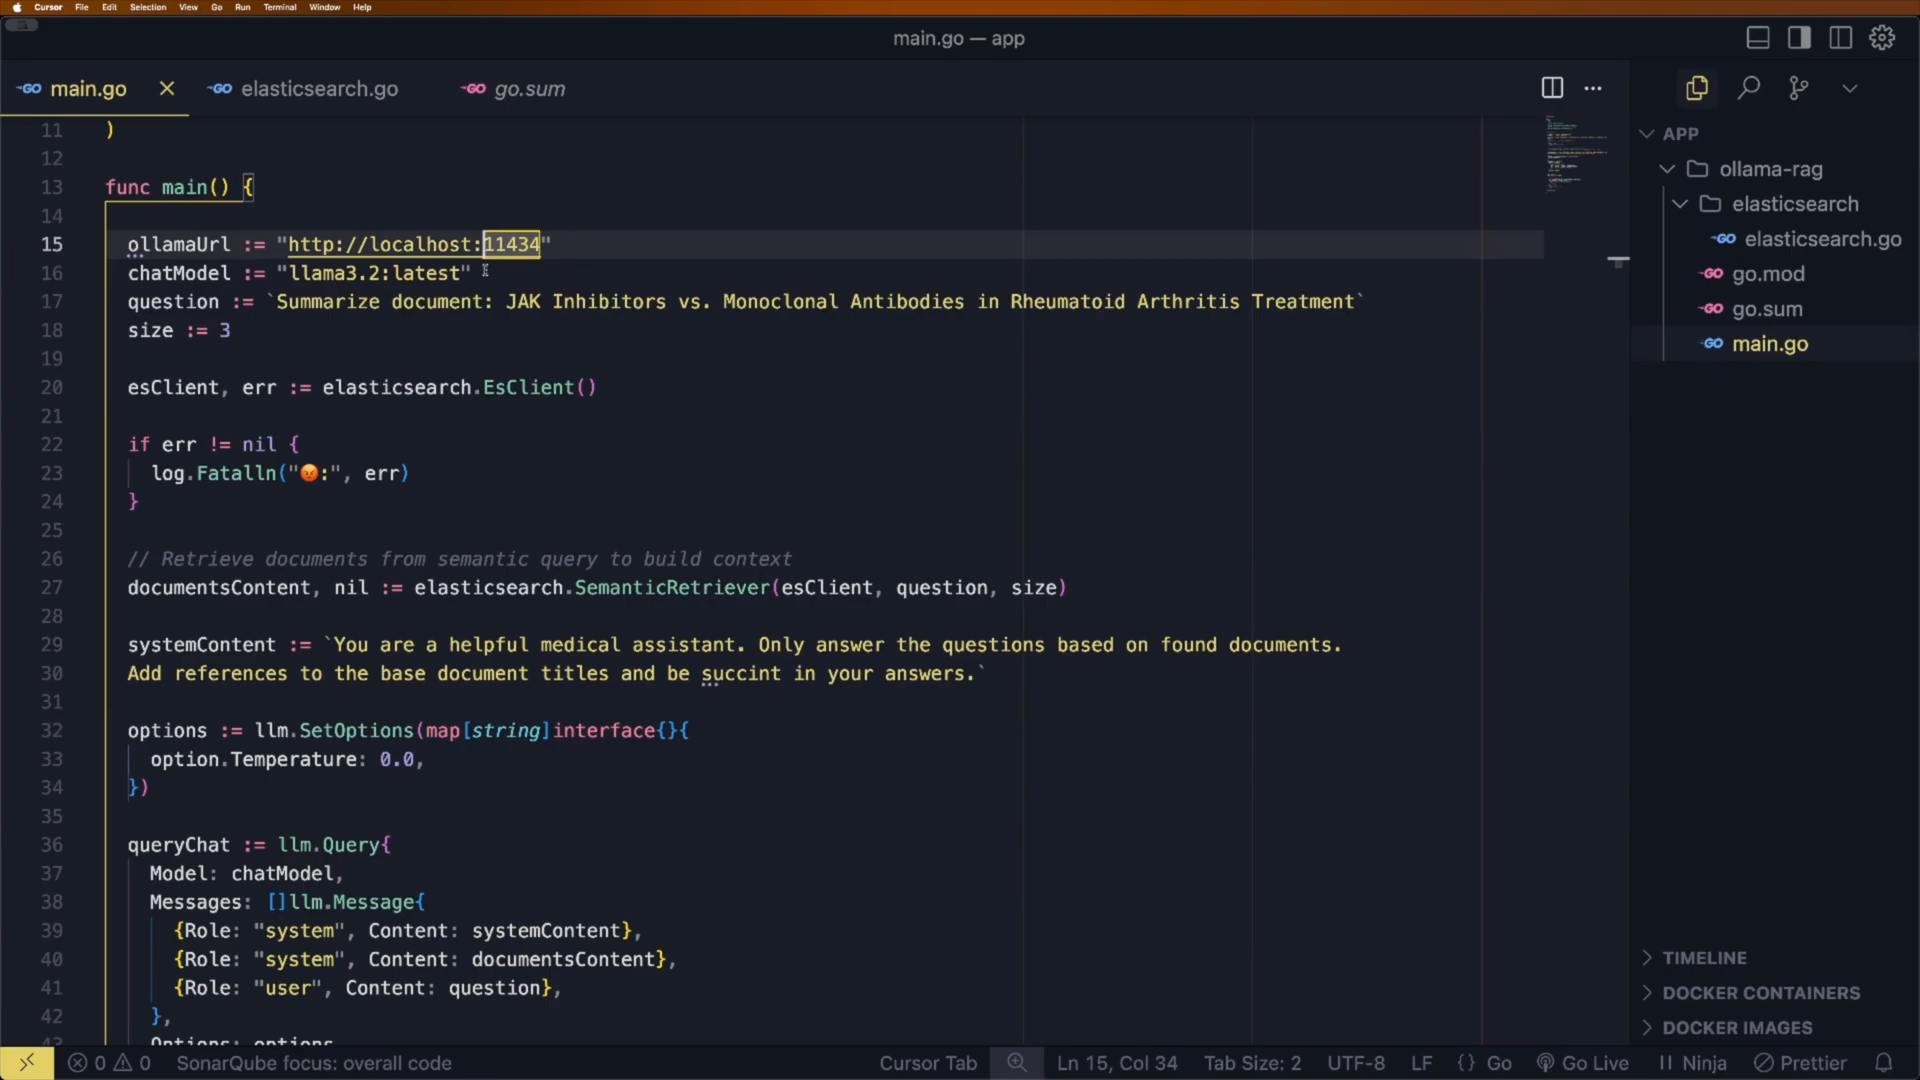 Cursor File Edit Selection View Go Run Terminal Window Help
main.go — app
main.go elasticsearch.go go.sum
APP
ollama-rag
elasticsearch
elasticsearch.go
go.mod
go.sum
main.go
11 )
12
13 func main() {
14
15 ollamaUrl := "http://localhost:11434"
16 chatModel := "llama3.2:latest"
17 question := `Summarize document: JAK Inhibitors vs. Monoclonal Antibodies in Rheumatoid Arthritis Treatment`
18 size := 3
19
20 esClient, err := elasticsearch.EsClient()
21
22 if err != nil {
23 log.Fatalln("😡:", err)
24 }
25
26 // Retrieve documents from semantic query to build context
27 documentsContent, nil := elasticsearch.SemanticRetriever(esClient, question, size)
28
29 systemContent := `You are a helpful medical assistant. Only answer the questions based on found documents.
30 Add references to the base document titles and be succint in your answers.`
31
32 options := llm.SetOptions(map[string]interface{}{
33 option.Temperature: 0.0,
34 })
35
36 queryChat := llm.Query{
37 Model: chatModel,
38 Messages: []llm.Message{
39 {Role: "system", Content: systemContent},
40 {Role: "system", Content: documentsContent},
41 {Role: "user", Content: question},
42 },
43 Options: options,
TIMELINE
DOCKER CONTAINERS
DOCKER IMAGES
0 0 SonarQube focus: overall code Cursor Tab Ln 15, Col 34 Tab Size: 2 UTF-8 LF {} Go Go Live Ninja Prettier